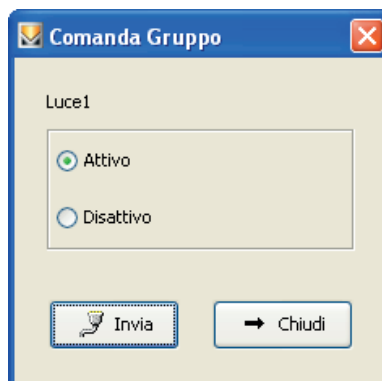 Comanda Gruppo
Luce1
Attivo
Disattivo
Invia
Chiudi